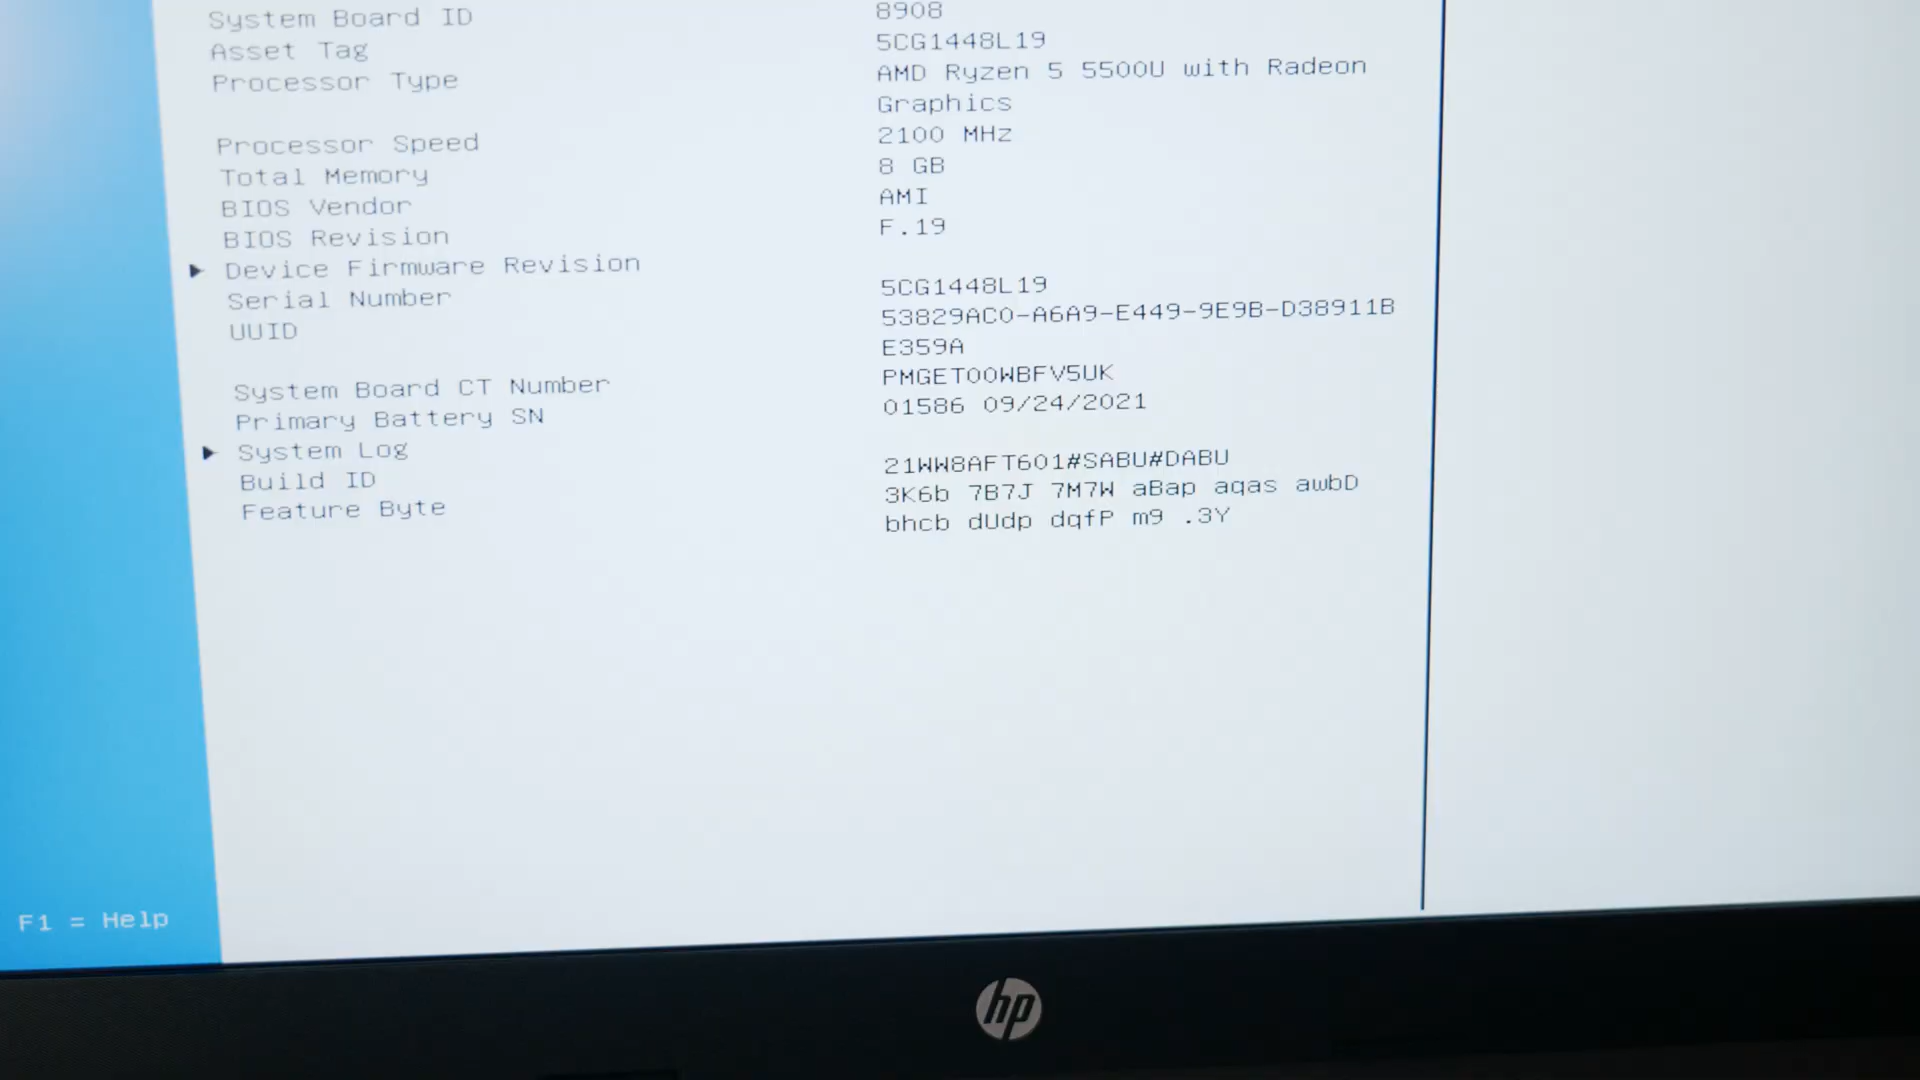 System Board ID 8908
Asset Tag 5CG1448L19
Processor Type AMD Ryzen 5 5500U with Radeon
Graphics
Processor Speed 2100 MHz
Total Memory 8 GB
BIOS Vendor AMI
BIOS Revision F.19
Device Firmware Revision
Serial Number 5CG1448L19
UUID 53829AC0-A6A9-E449-9E9B-D38911B
E359A
System Board CT Number PMGET00WBFV5UK
Primary Battery SN 01586 09/24/2021
System Log
Build ID 21WW8AFT601#SABU#DABU
Feature Byte 3K6b 7B7J 7M7W aBap aqas awbD
bhcb dUdp dqfP m9 .3Y
F1 = Help
hp